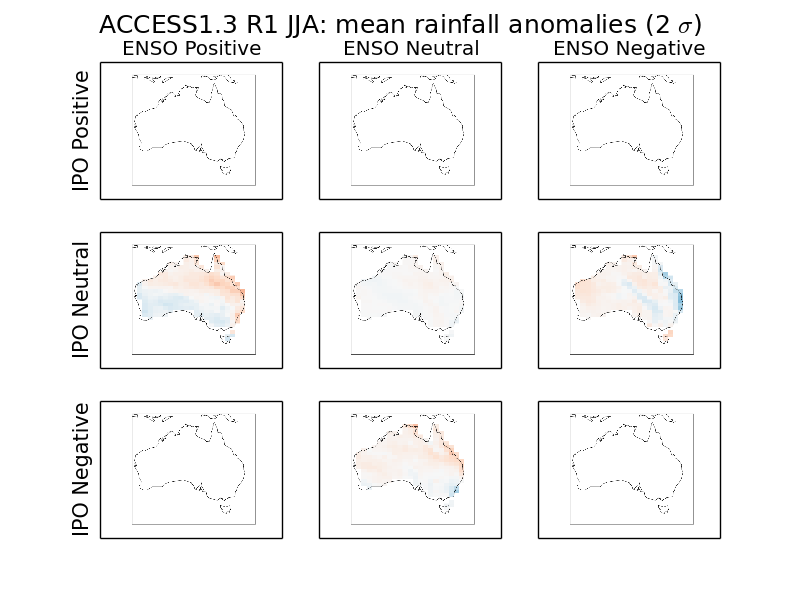 ACCESS1.3 R1 JJA: mean rainfall anomalies (2 σ)
ENSO Positive ENSO Neutral ENSO Negative
IPO Positive
IPO Neutral
IPO Negative